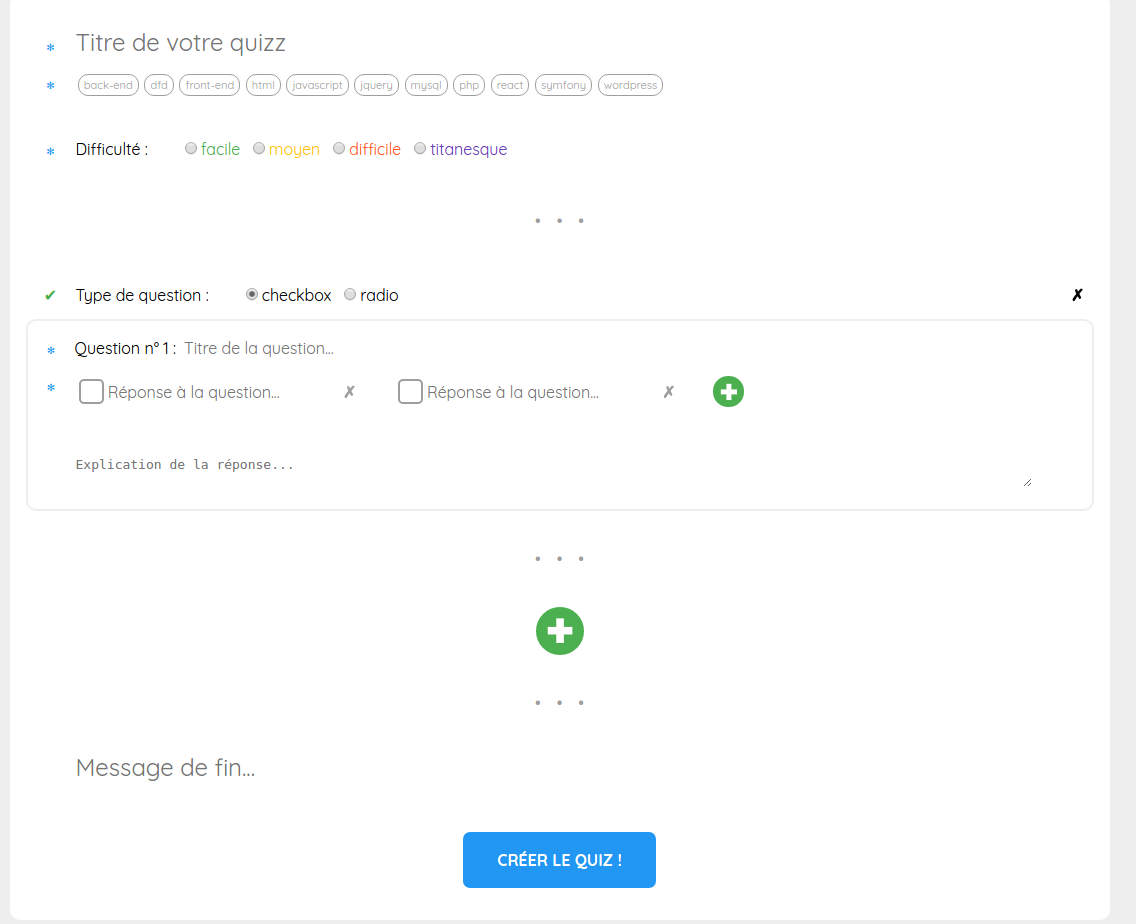 * Titre de votre quizz
* back-end dfd front-end html javascript jquery mysql php react symfony wordpress
* Difficulté : facile moyen difficile titanesque
• • •
✔ Type de question : checkbox radio ✗
* Question n° 1 : Titre de la question...
* Réponse à la question... ✗ Réponse à la question... ✗
Explication de la réponse...
• • •
• • •
Message de fin...
CRÉER LE QUIZ !